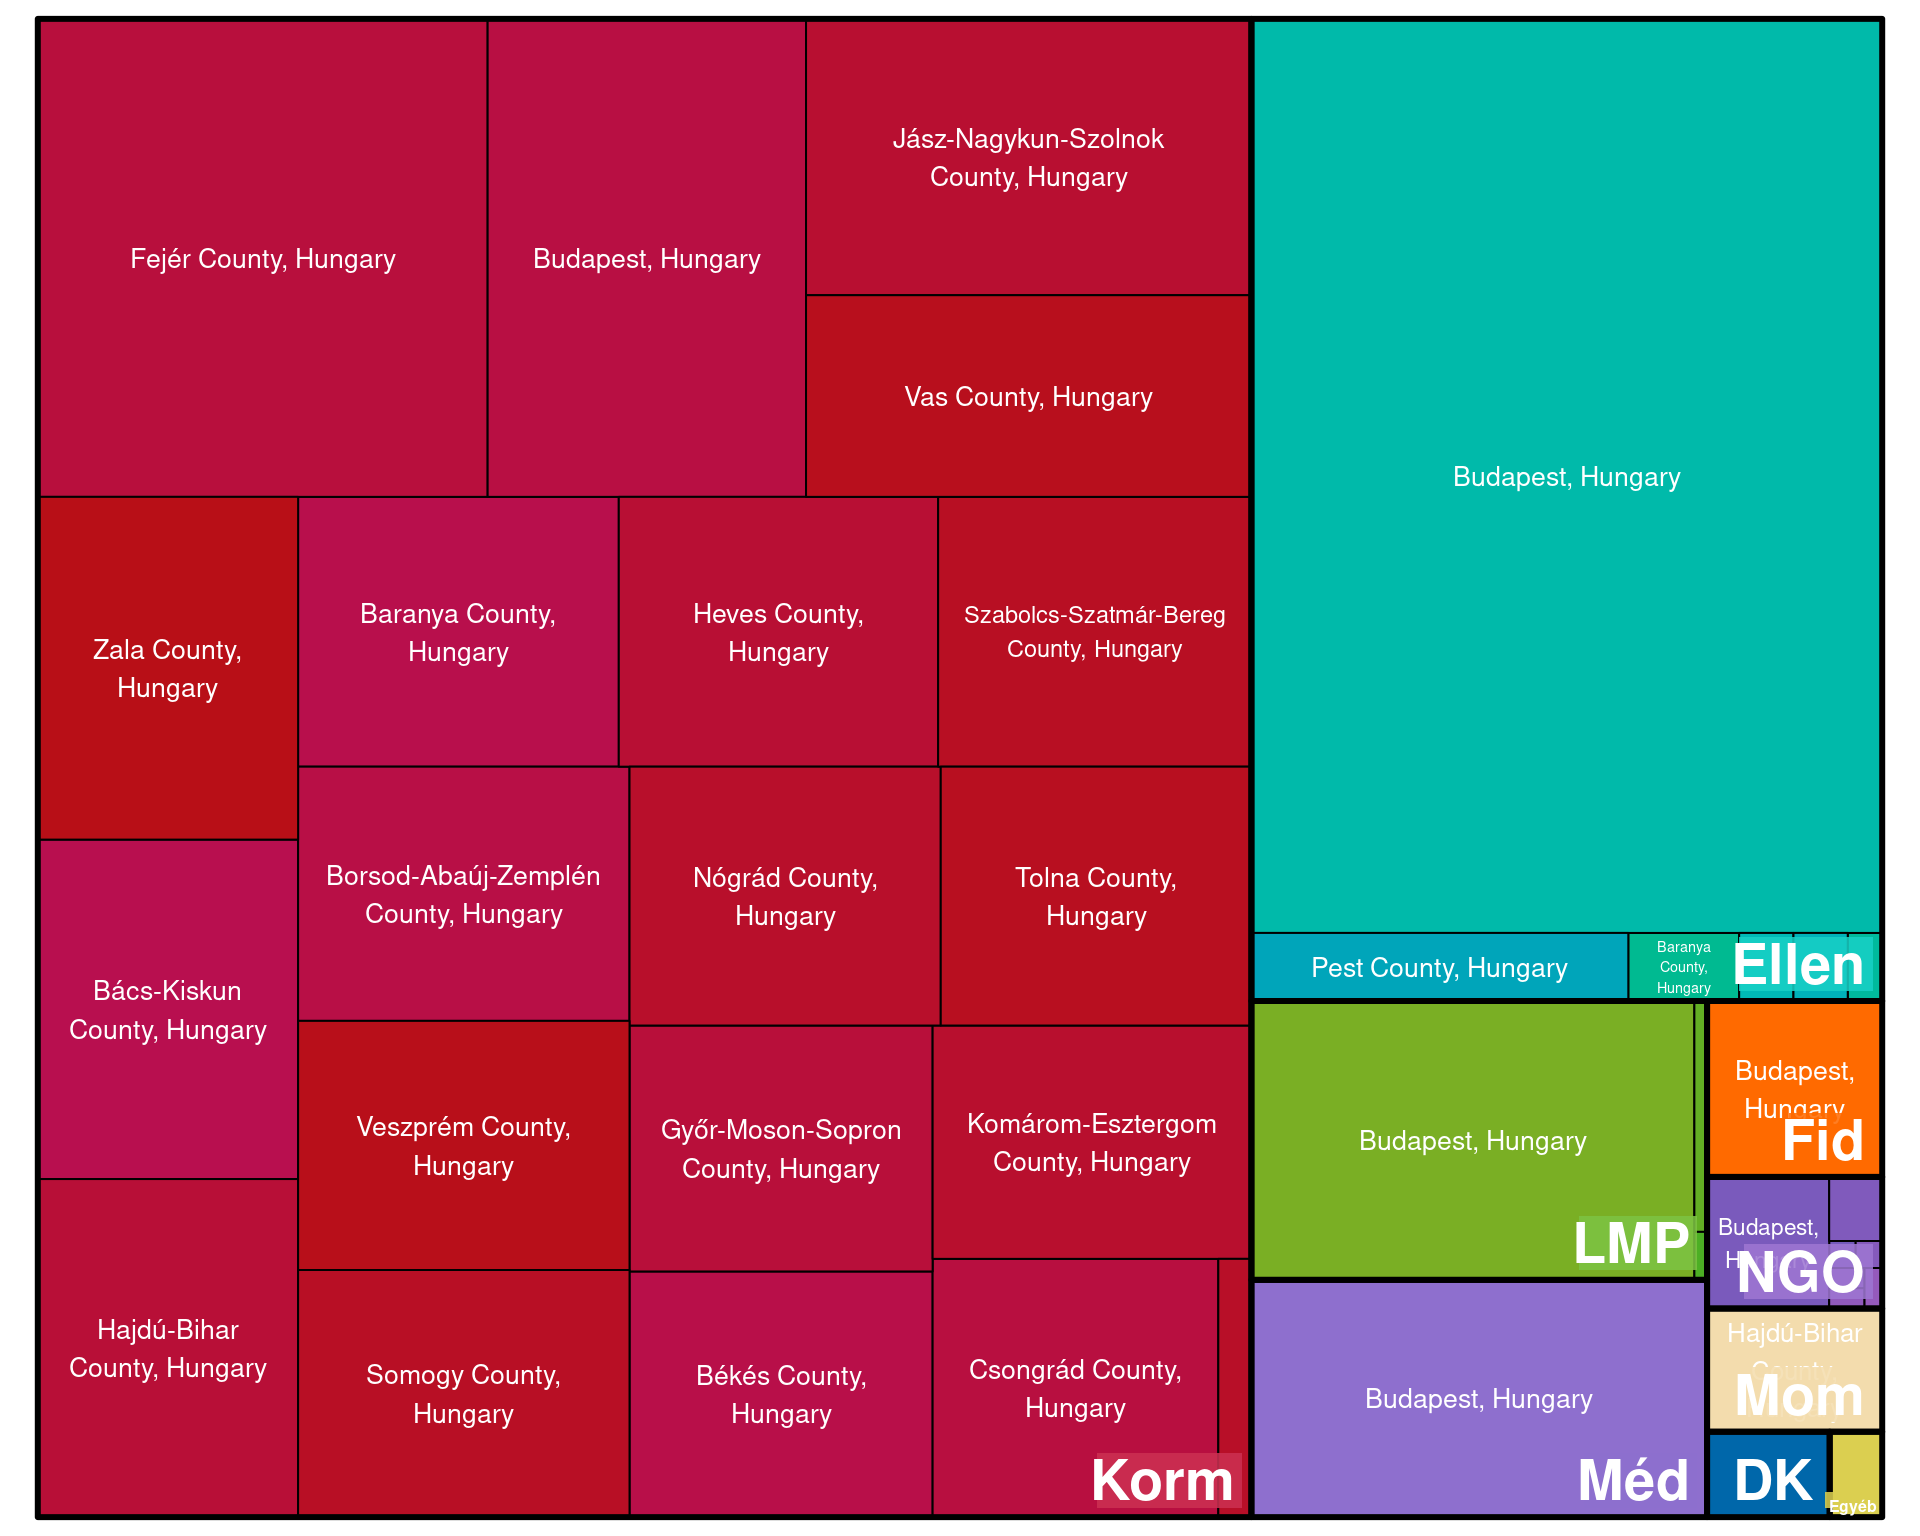 Fejér County, Hungary
Budapest, Hungary
Jász-Nagykun-Szolnok
County, Hungary
Vas County, Hungary
Zala County,
Hungary
Baranya County,
Hungary
Heves County,
Hungary
Szabolcs-Szatmár-Bereg
County, Hungary
Bács-Kiskun
County, Hungary
Borsod-Abaúj-Zemplén
County, Hungary
Nógrád County,
Hungary
Tolna County,
Hungary
Veszprém County,
Hungary
Győr-Moson-Sopron
County, Hungary
Komárom-Esztergom
County, Hungary
Hajdú-Bihar
County, Hungary
Somogy County,
Hungary
Békés County,
Hungary
Csongrád County,
Hungary
Korm
Budapest, Hungary
Pest County, Hungary
Baranya
County,
Hungary
Ellen
Budapest, Hungary
LMP
Budapest, Hungary
Méd
Budapest,
Hungary
Fid
Budapest,
NGO
Hajdú-Bihar
County,
Mom
DK
Egyéb